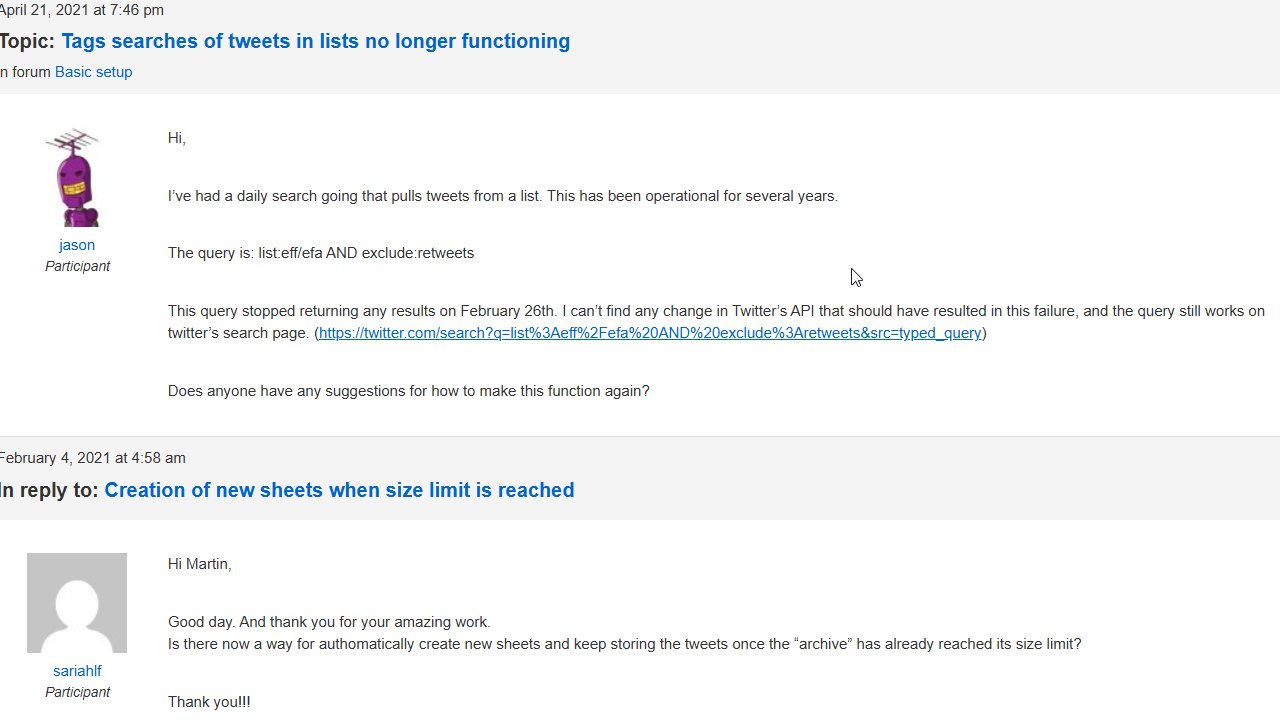 April 21, 2021 at 7:46 pm
Topic: Tags searches of tweets in lists no longer functioning
n forum Basic setup
Hi,
I've had a daily search going that pulls tweets from a list. This has been operational for several years.
jason
Participant
The query is: list:eff/efa AND exclude:retweets
This query stopped returning any results on February 26th. I can't find any change in Twitter's API that should have resulted in this failure, and the query still works on
twitter's search page. (https://twitter.com/search?q=list%3Aeff%2Fefa%20AND%20exclude%3Aretweets&src=typed_query)
Does anyone have any suggestions for how to make this function again?
February 4, 2021 at 4:58 am
In reply to: Creation of new sheets when size limit is reached
Hi Martin,
Good day. And thank you for your amazing work.
Is there now a way for authomatically create new sheets and keep storing the tweets once the “archive” has already reached its size limit?
sariahlf
Participant
Thank you!!!